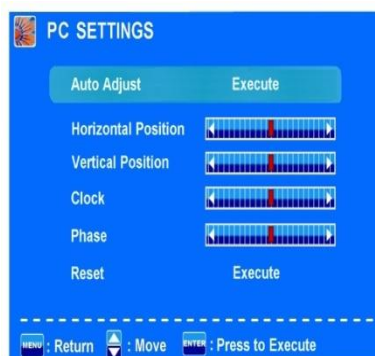 PC SETTINGS
Auto Adjust Execute
Horizontal Position
Vertical Position
Clock
Phase
Reset Execute
MENU : Return : Move ENTER : Press to Execute